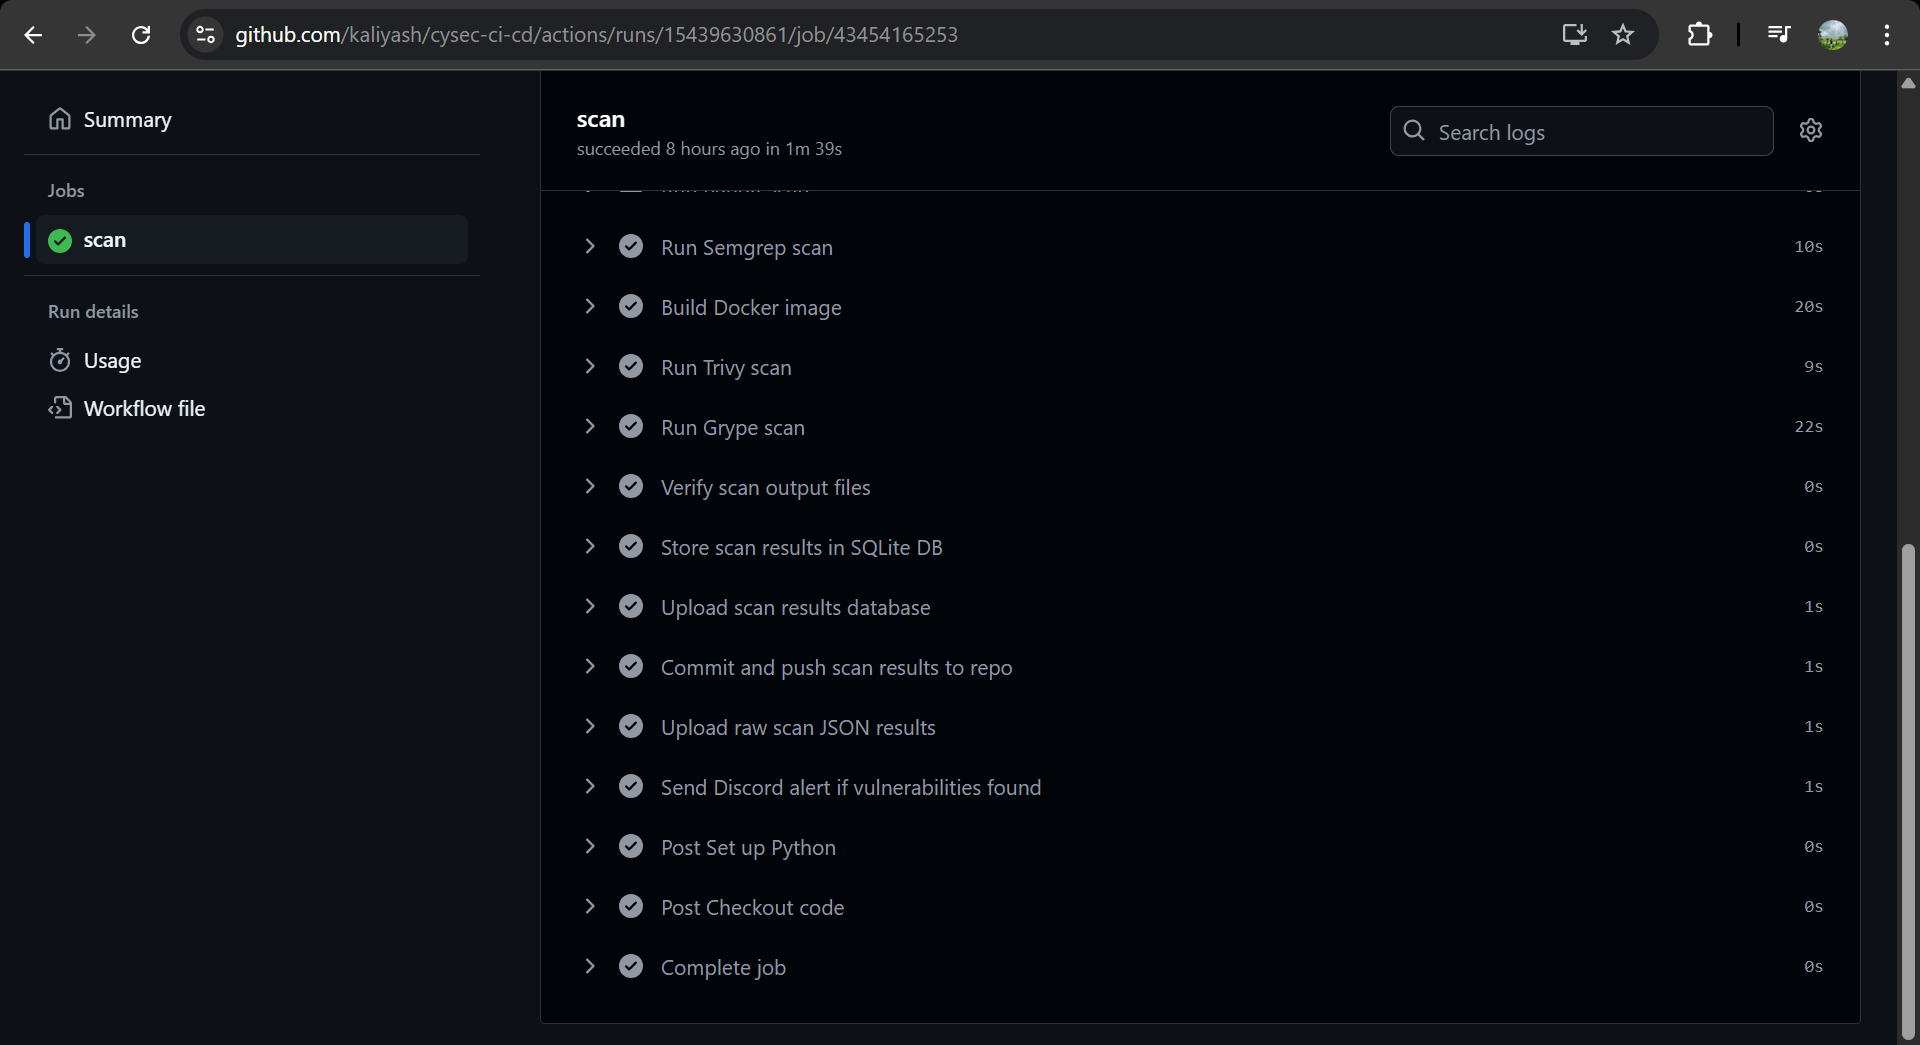 github.com/kaliyash/cysec-ci-cd/actions/runs/15439630861/job/43454165253
Summary
Jobs
scan
Run details
Usage
Workflow file
scan
succeeded 8 hours ago in 1m 39s
Search logs
Run Semgrep scan 10s
Build Docker image 20s
Run Trivy scan 9s
Run Grype scan 22s
Verify scan output files 0s
Store scan results in SQLite DB 0s
Upload scan results database 1s
Commit and push scan results to repo 1s
Upload raw scan JSON results 1s
Send Discord alert if vulnerabilities found 1s
Post Set up Python 0s
Post Checkout code 0s
Complete job 0s